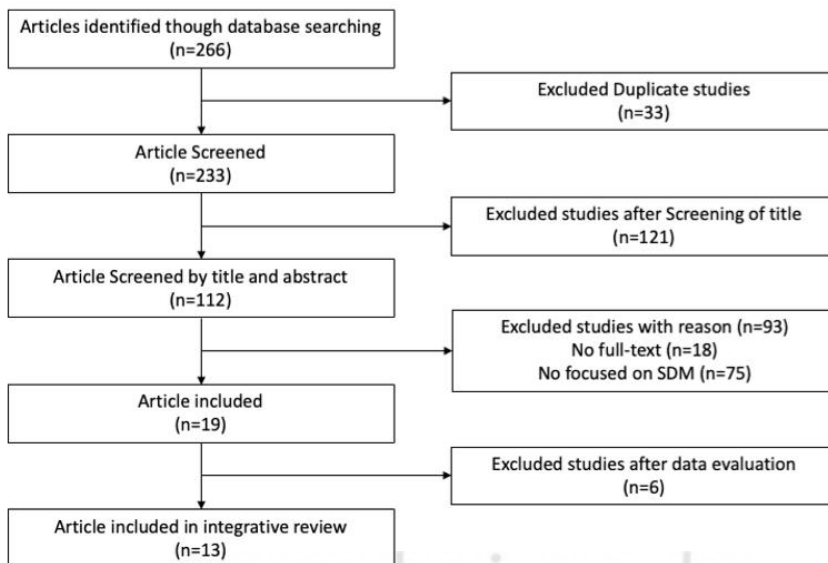 Articles identified though database searching
(n=266)
Excluded Duplicate studies
(n=33)
Article Screened
(n=233)
Excluded studies after Screening of title
(n=121)
Article Screened by title and abstract
(n=112)
Excluded studies with reason (n=93)
No full-text (n=18)
No focused on SDM (n=75)
Article included
(n=19)
Excluded studies after data evaluation
(n=6)
Article included in integrative review
(n=13)